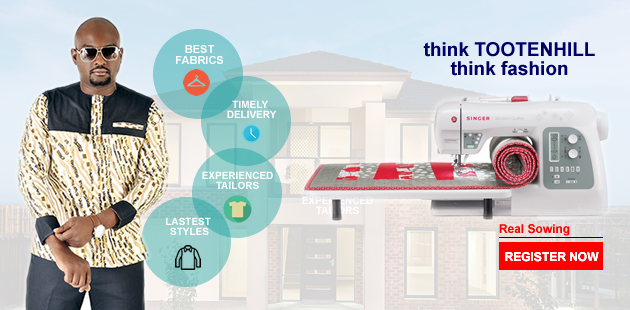 BEST
FABRICS
TIMELY
DELIVERY
EXPERIENCED
TAILORS
LASTEST
STYLES
EXPERIENCED
TAILORS
think TOOTENHILL
think fashion
SINGER
Real Sowing
REGISTER NOW